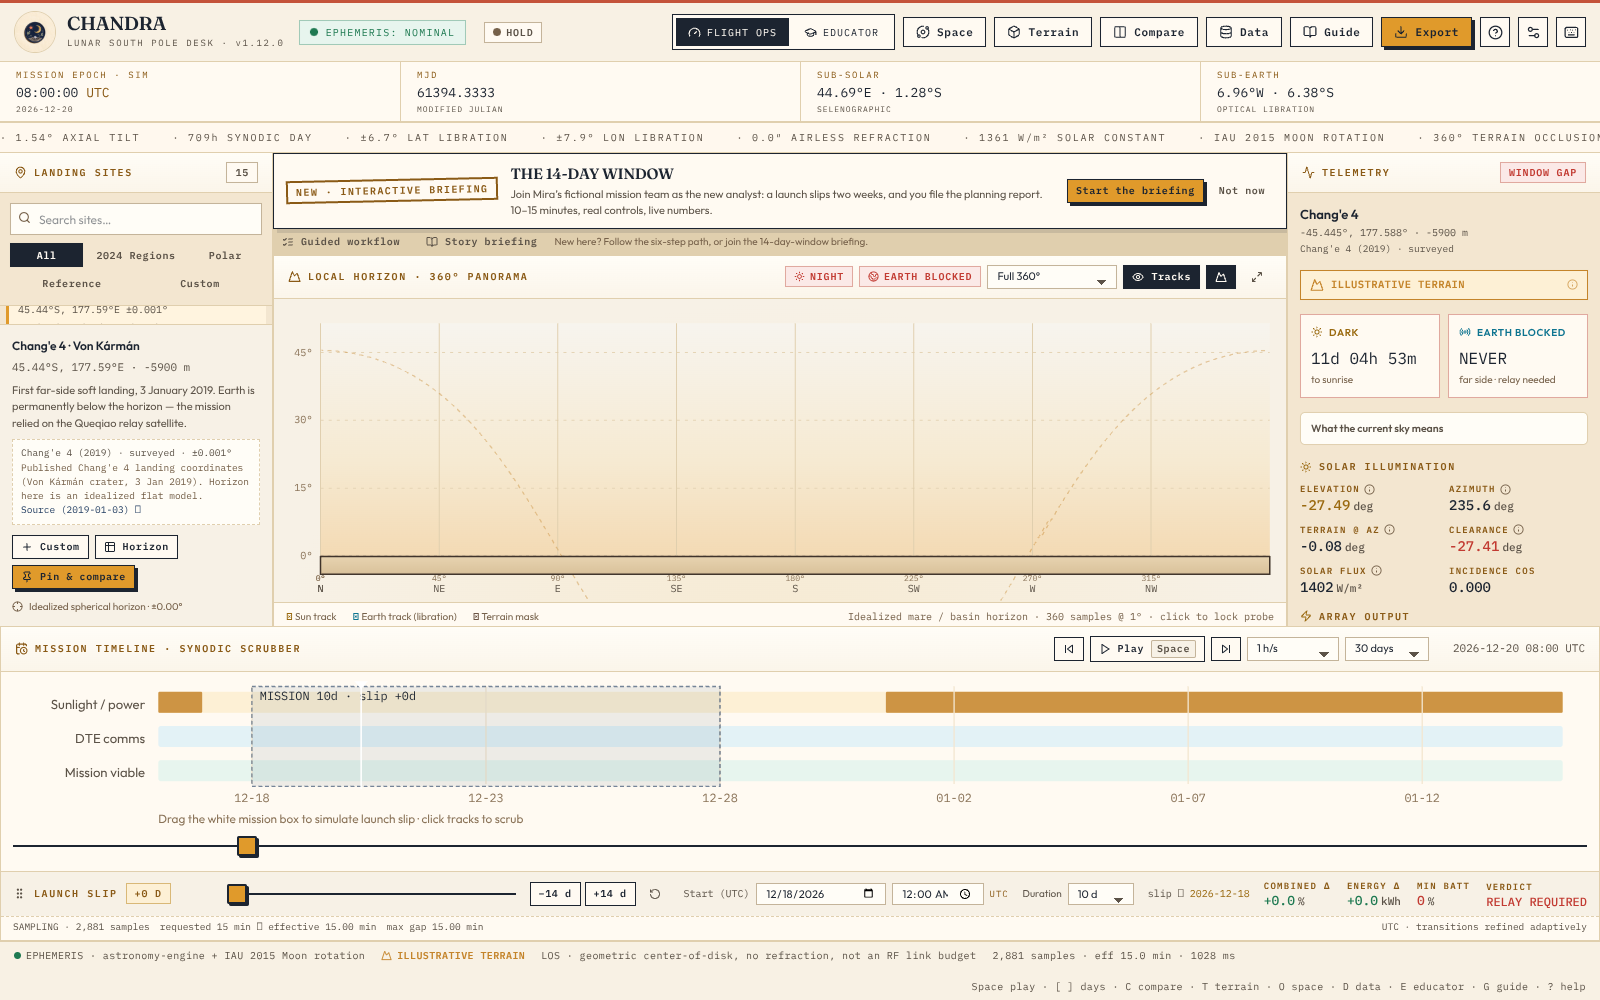 CHANDRA
LUNAR SOUTH POLE DESK · v1.12.0
EPHEMERIS: NOMINAL
HOLD
FLIGHT OPS
EDUCATOR
Space
Terrain
Compare
Data
Guide
Export
MISSION EPOCH · SIM
08:00:00 UTC
2026-12-20
MJD
61394.3333
MODIFIED JULIAN
SUB-SOLAR
44.69°E · 1.28°S
SELENOGRAPHIC
SUB-EARTH
6.96°W · 6.38°S
OPTICAL LIBRATION
· 1.54° AXIAL TILT · 709h SYNODIC DAY · ±6.7° LAT LIBRATION · ±7.9° LON LIBRATION · 0.0° AIRLESS REFRACTION · 1361 W/m² SOLAR CONSTANT · IAU 2015 MOON ROTATION · 360° TERRAIN OCCLUSION
LANDING SITES
15
Search sites…
All
2024 Regions
Polar
Reference
Custom
45.44°S, 177.59°E ±0.001°
Chang'e 4 · Von Kármán
45.44°S, 177.59°E · -5900 m
First far-side soft landing, 3 January 2019. Earth is
permanently below the horizon — the mission
relied on the Queqiao relay satellite.
Chang'e 4 (2019) · surveyed · ±0.001°
Published Chang'e 4 landing coordinates
(Von Kármán crater, 3 Jan 2019). Horizon
here is an idealized flat model.
Source (2019-01-03)
Custom
Horizon
Pin & compare
Idealized spherical horizon · ±0.00°
NEW · INTERACTIVE BRIEFING
THE 14-DAY WINDOW
Join Mira's fictional mission team as the new analyst: a launch slips two weeks, and you file the planning report.
10–15 minutes, real controls, live numbers.
Start the briefing
Not now
Guided workflow
Story briefing
New here? Follow the six-step path, or join the 14-day-window briefing.
LOCAL HORIZON · 360° PANORAMA
NIGHT
EARTH BLOCKED
Full 360°
Tracks
45°
30°
15°
0°
0° 45° 90° 135° 180° 225° 270° 315°
N NE E SE S SW W NW
Sun track
Earth track (libration)
Terrain mask
Idealized mare / basin horizon · 360 samples @ 1° · click to lock probe
TELEMETRY
WINDOW GAP
Chang'e 4
-45.445°, 177.588° · -5900 m
Chang'e 4 (2019) · surveyed
ILLUSTRATIVE TERRAIN
DARK
11d 04h 53m
to sunrise
EARTH BLOCKED
NEVER
far side · relay needed
What the current sky means
SOLAR ILLUMINATION
ELEVATION
-27.49 deg
AZIMUTH
235.6 deg
TERRAIN @ AZ
-0.08 deg
CLEARANCE
-27.41 deg
SOLAR FLUX
1402 W/m²
INCIDENCE COS
0.000
ARRAY OUTPUT
MISSION TIMELINE · SYNODIC SCRUBBER
Play Space
1 h/s
30 days
2026-12-20 08:00 UTC
Sunlight / power
MISSION 10d · slip +0d
DTE comms
Mission viable
12-18 12-23 12-28 01-02 01-07 01-12
Drag the white mission box to simulate launch slip · click tracks to scrub
LAUNCH SLIP
+0 D
−14 d
+14 d
Start (UTC)
12/18/2026
12:00 AM
UTC
Duration
10 d
slip
2026-12-18
COMBINED Δ
+0.0 %
ENERGY Δ
+0.0 kWh
MIN BATT
0 %
VERDICT
RELAY REQUIRED
SAMPLING · 2,881 samples requested 15 min effective 15.00 min max gap 15.00 min
UTC · transitions refined adaptively
EPHEMERIS · astronomy-engine + IAU 2015 Moon rotation
ILLUSTRATIVE TERRAIN
LOS · geometric center-of-disk, no refraction, not an RF link budget
2,881 samples · eff 15.0 min · 1028 ms
Space play · [ ] days · C compare · T terrain · O space · D data · E educator · G guide · ? help